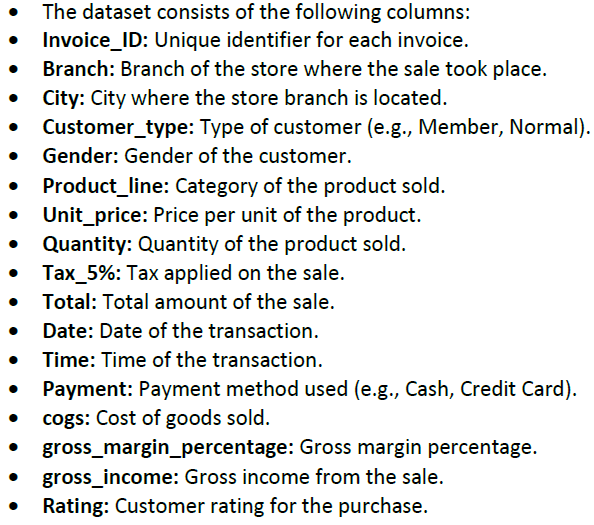 • The dataset consists of the following columns:
• Invoice_ID: Unique identifier for each invoice.
• Branch: Branch of the store where the sale took place.
• City: City where the store branch is located.
• Customer_type: Type of customer (e.g., Member, Normal).
• Gender: Gender of the customer.
• Product_line: Category of the product sold.
• Unit_price: Price per unit of the product.
• Quantity: Quantity of the product sold.
• Tax_5%: Tax applied on the sale.
• Total: Total amount of the sale.
• Date: Date of the transaction.
• Time: Time of the transaction.
• Payment: Payment method used (e.g., Cash, Credit Card).
• cogs: Cost of goods sold.
• gross_margin_percentage: Gross margin percentage.
• gross_income: Gross income from the sale.
• Rating: Customer rating for the purchase.